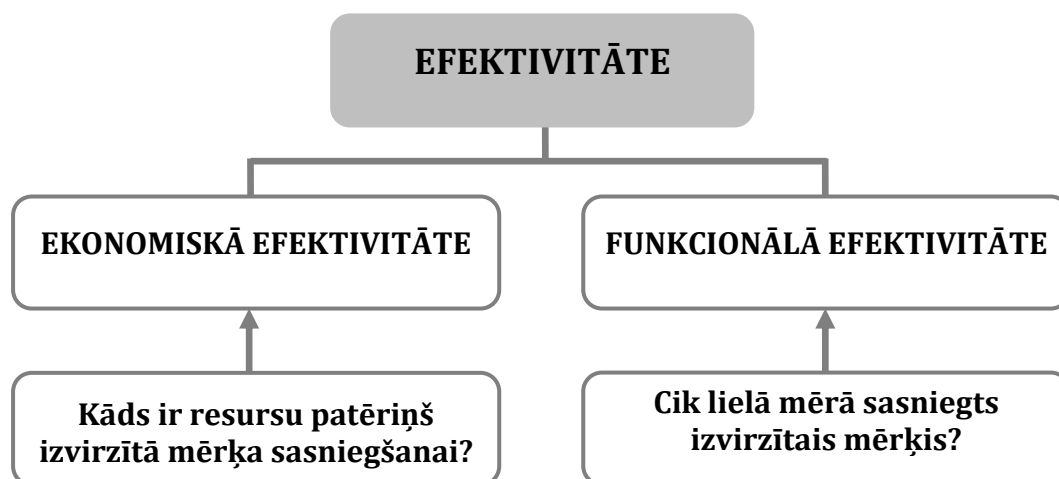 EFEKTIVITĀTE
EKONOMISKĀ EFEKTIVITĀTE
FUNKCIONĀLĀ EFEKTIVITĀTE
Kāds ir resursu patēriņš
izvirzītā mērķa sasniegšanai?
Cik lielā mērā sasniegts
izvirzītais mērķis?